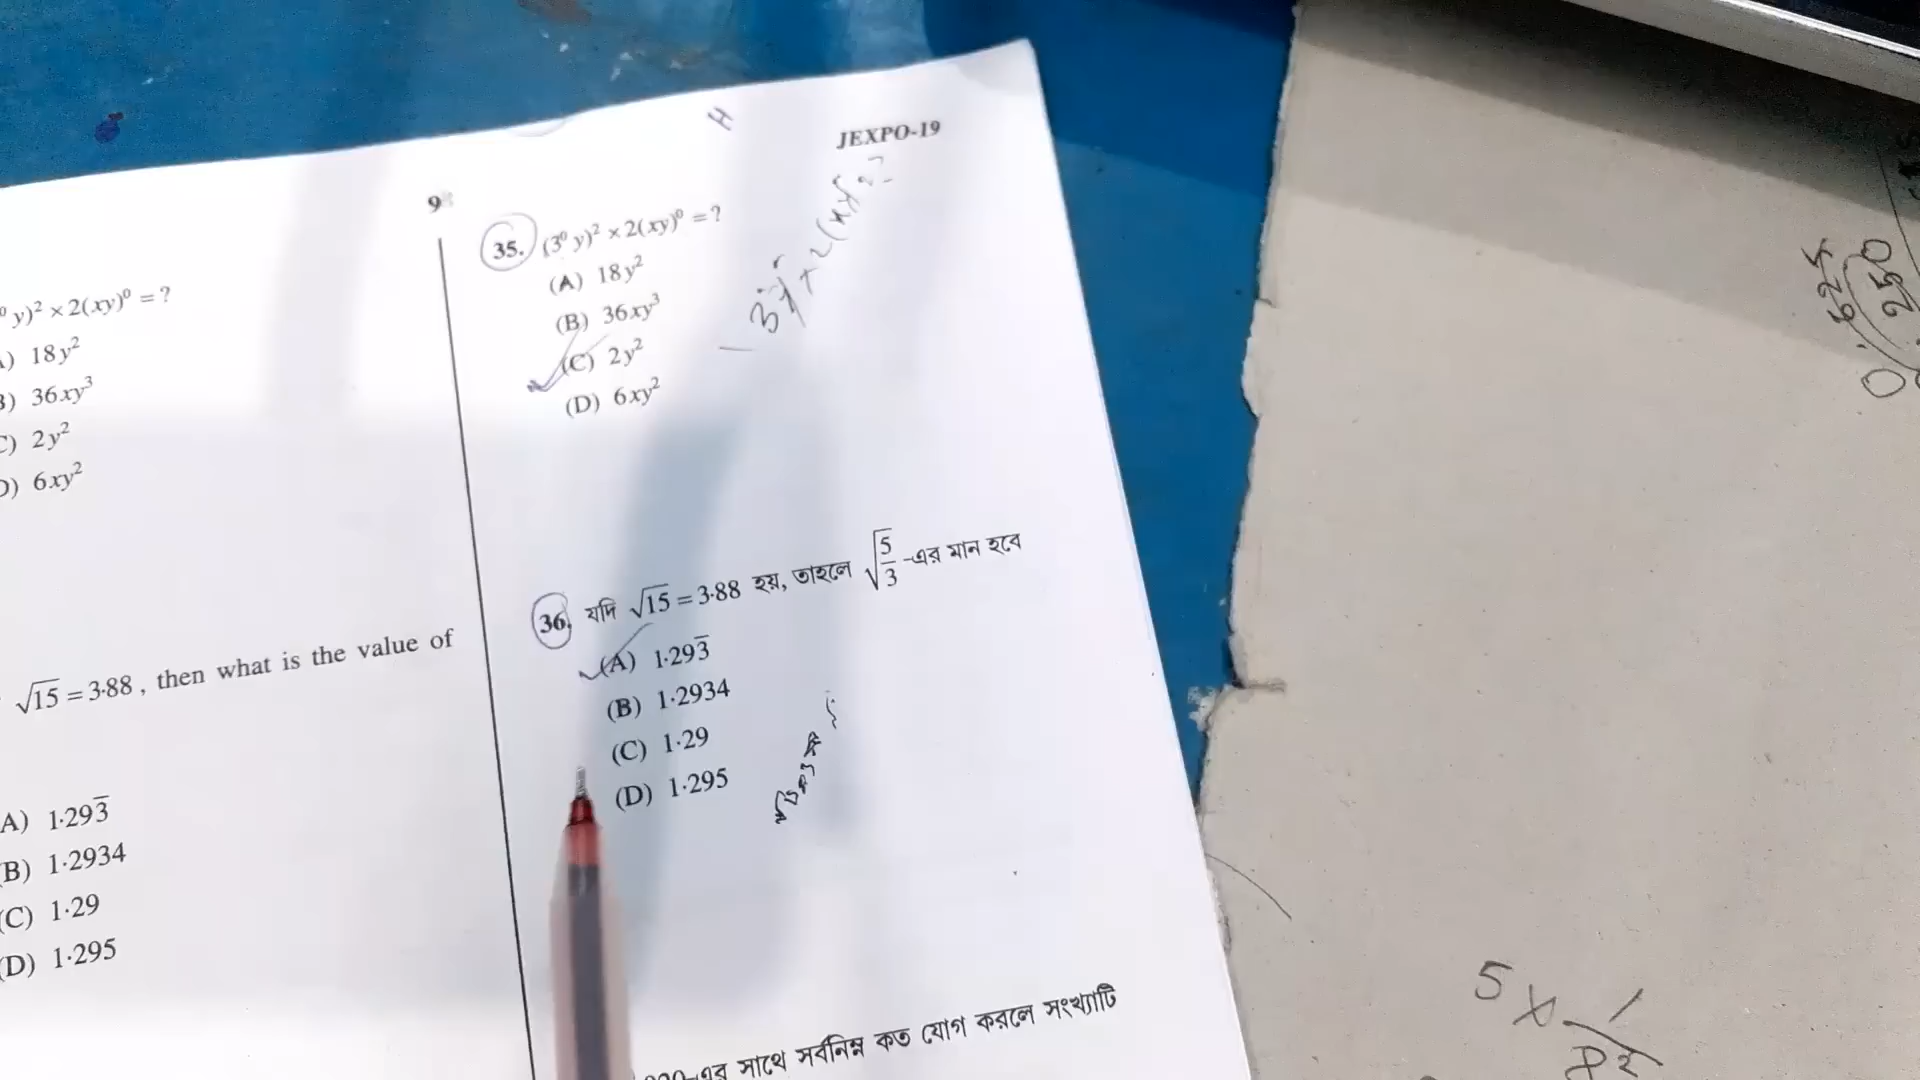 JEXPO-19
9
y)² × 2(xy)⁰ = ?
18y²
36xy³
2y²
6xy²
√15 = 3·88, then what is the value of
A) 1·293̅
(B) 1·2934
(C) 1·29
(D) 1·295
35. (3⁰ y)² × 2(xy)⁰ = ?
(A) 18y²
(B) 36xy³
(C) 2y²
(D) 6xy²
36. যদি √15 = 3·88 হয়, তাহলে √(5/3) -এর মান হবে
(A) 1·293̅
(B) 1·2934
(C) 1·29
(D) 1·295
-এর সাথে সর্বনিম্ন কত যোগ করলে সংখ্যাটি
0·625
250
5 ×